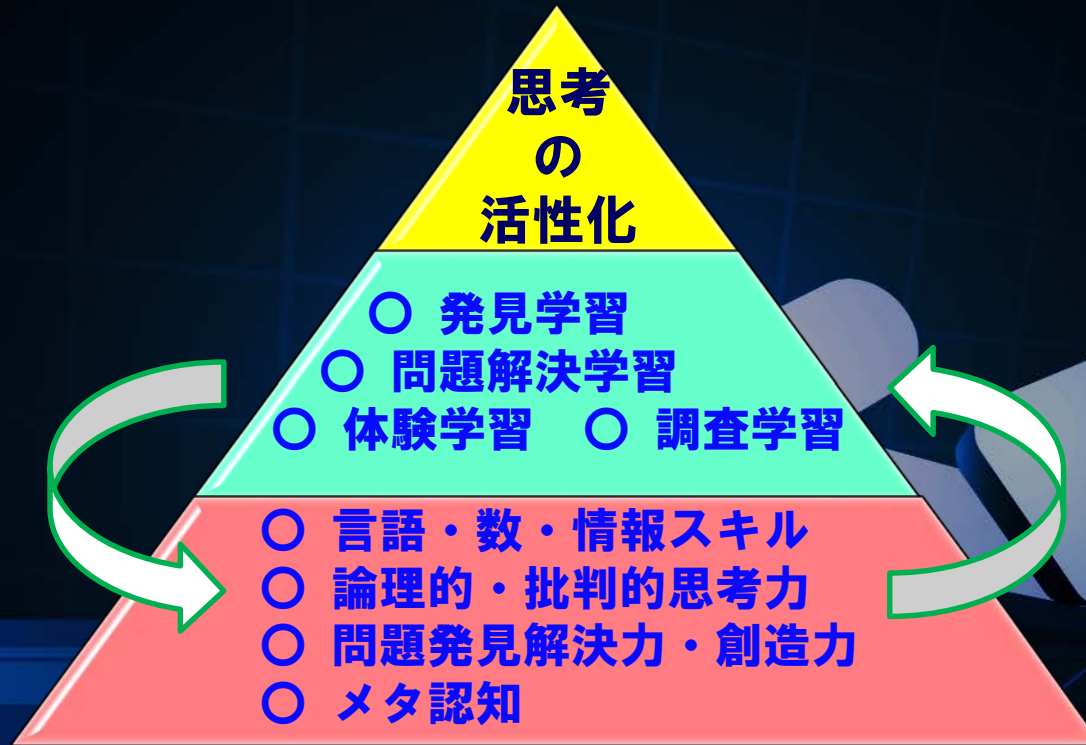 思考
の
活性化
○ 発見学習
○ 問題解決学習
○ 体験学習 ○ 調査学習
○ 言語・数・情報スキル
○ 論理的・批判的思考力
○ 問題発見解決力・創造力
○ メタ認知